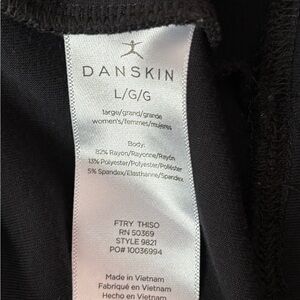 DANSKIN
L/G/G
large/grand/grande
women's/femmes/mujeres
Body:
82% Rayon/Rayonne/Rayón
13% Polyester/Polyester/Poliéster
5% Spandex/Elasthanne/Spandex
FTRY THISO
RN 50369
STYLE 9821
PO# 10036994
Made in Vietnam
Fabriqué en Vietnam
Hecho en Vietnam